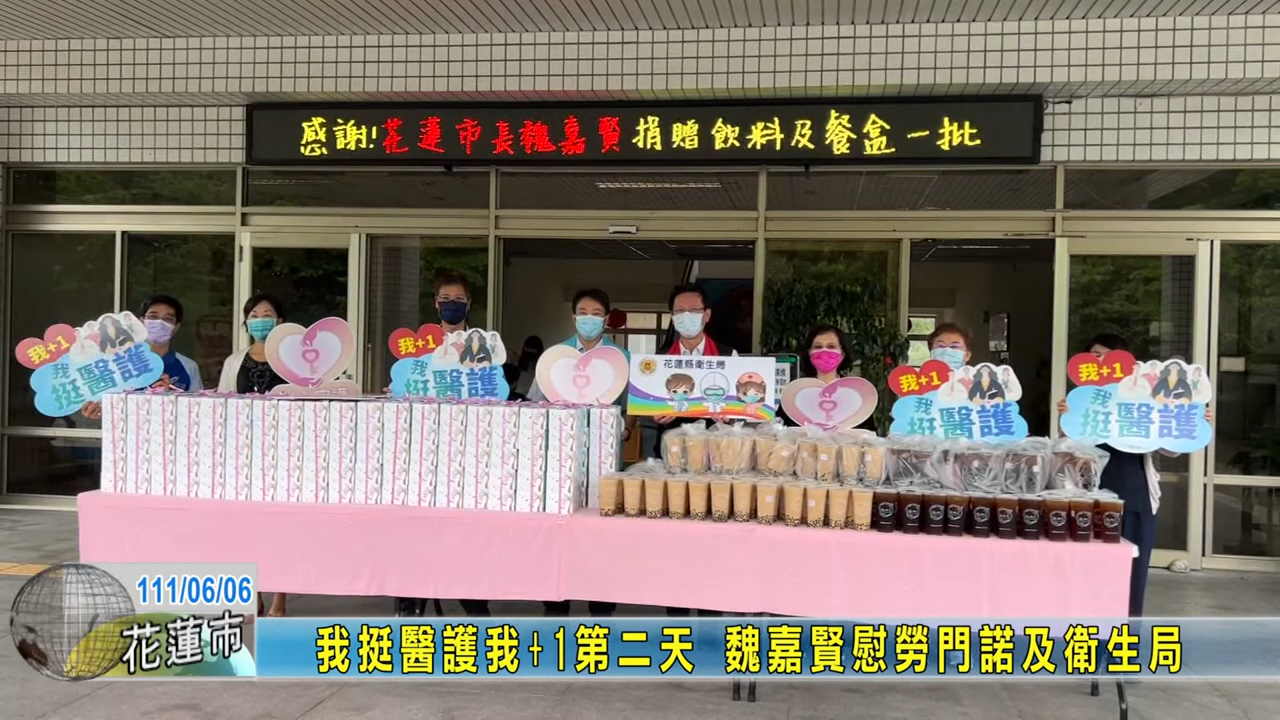 感謝!花蓮市長魏嘉賢捐贈飲料及餐盒一批
我+1
我
挺醫護
我+1
我
挺醫護
花蓮縣衛生局
我+1
我
挺醫護
我+1
我
挺醫護
111/06/06
花蓮市
我挺醫護我+1第二天 魏嘉賢慰勞門諾及衛生局